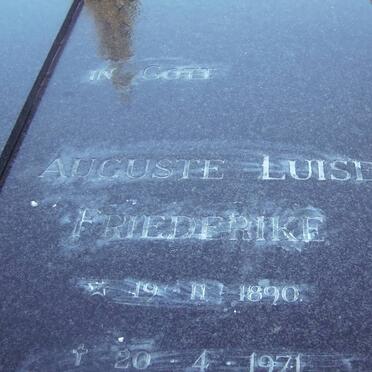 IN GOTT
AUGUSTE LUISE
FRIEDERIKE
☆ 19 · 11 · 1890.
† 20 · 4 · 1971